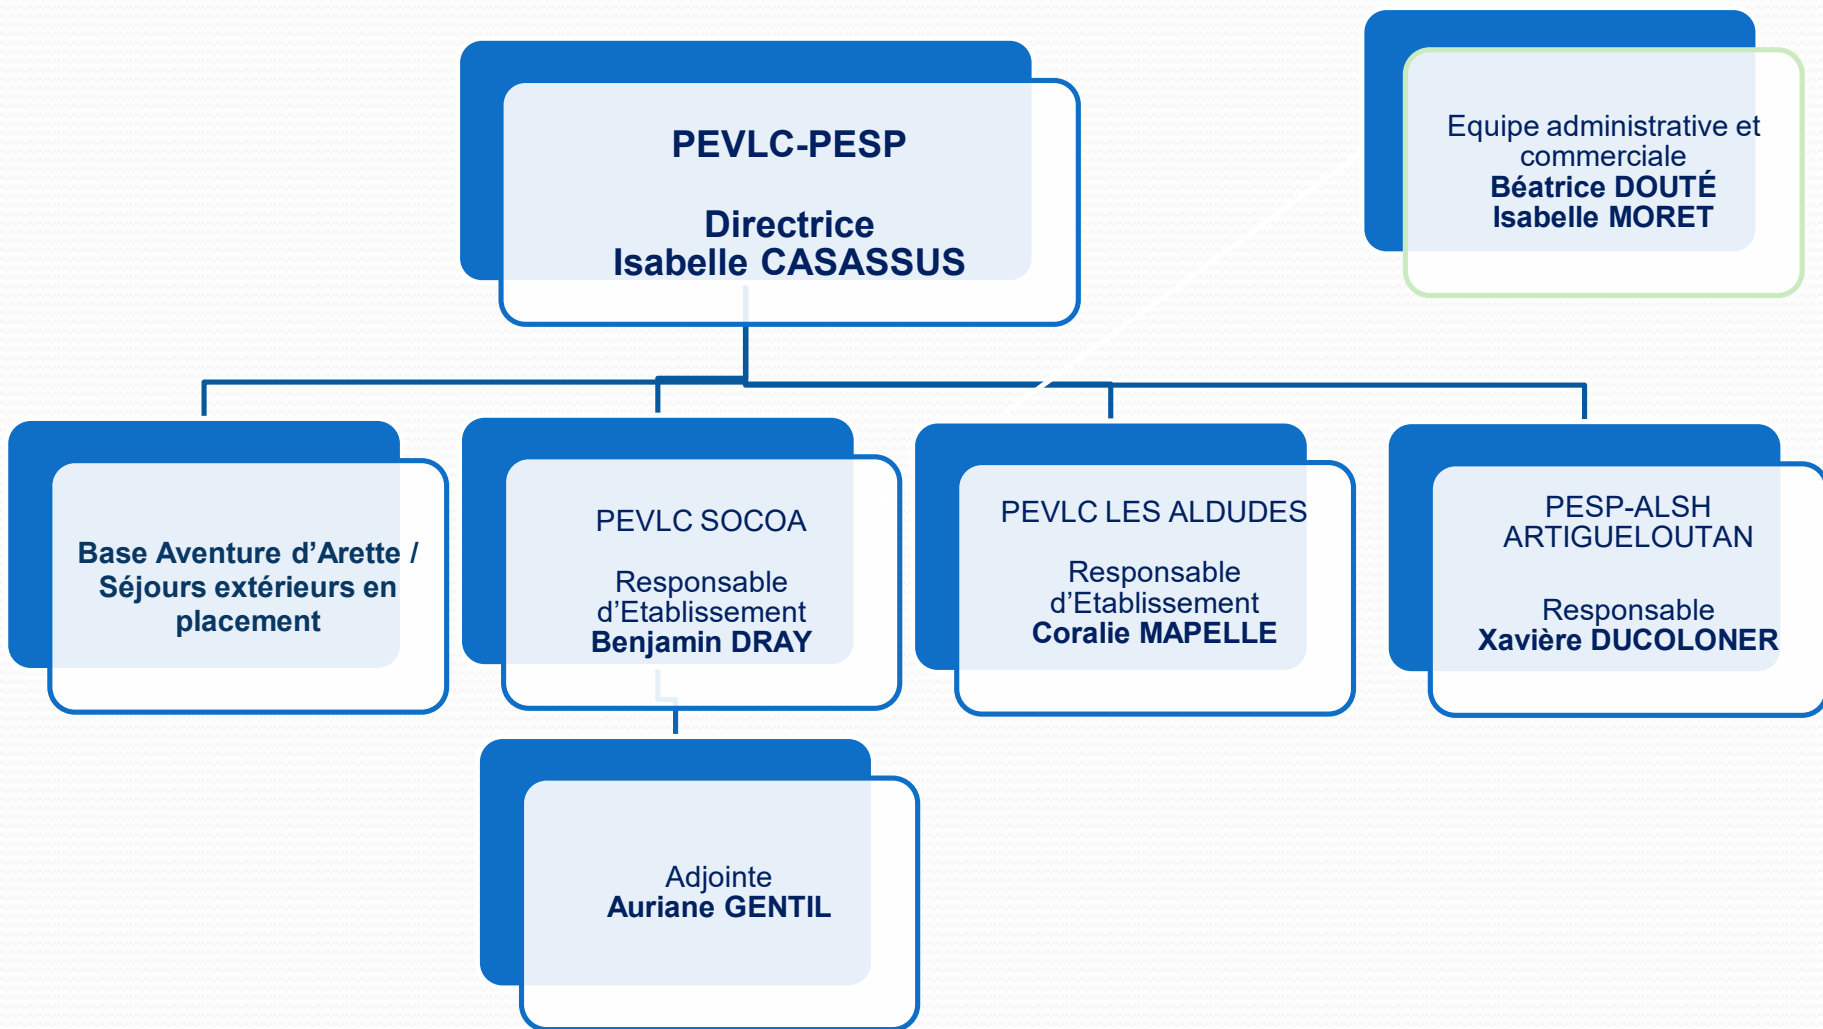 PEVLC-PESP
Directrice
Isabelle CASASSUS
Equipe administrative et
commerciale
Béatrice DOUTÉ
Isabelle MORET
Base Aventure d’Arette /
Séjours extérieurs en
placement
PEVLC SOCOA
Responsable
d’Etablissement
Benjamin DRAY
PEVLC LES ALDUDES
Responsable
d’Etablissement
Coralie MAPELLE
PESP-ALSH
ARTIGUELOUTAN
Responsable
Xavière DUCOLONER
Adjointe
Auriane GENTIL